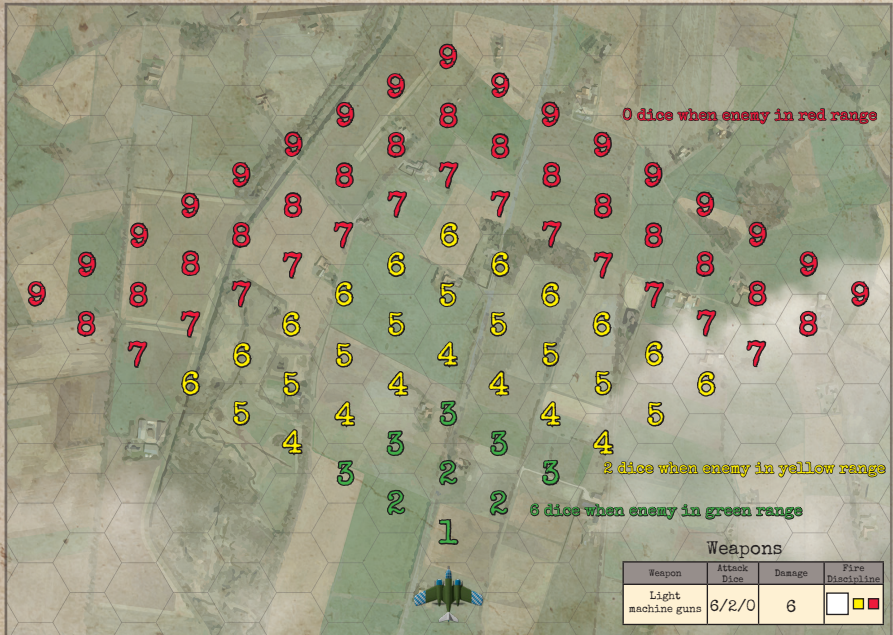 9
9 9
9 8 9 0 dice when enemy in red range
9 8 8 9
9 8 7 8 9
9 8 7 7 8 9
9 8 7 6 7 8 9
9 8 7 6 6 7 8 9
9 8 7 6 5 6 7 8 9
8 7 6 5 5 6 7 8
7 6 5 4 5 6 7
6 5 4 4 5 6
5 4 3 4 5
4 3 3 4
3 2 3 2 dice when enemy in yellow range
2 2 6 dice when enemy in green range
1
Weapons
Weapon Attack Dice Damage Fire Discipline
Light machine guns 6/2/0 6